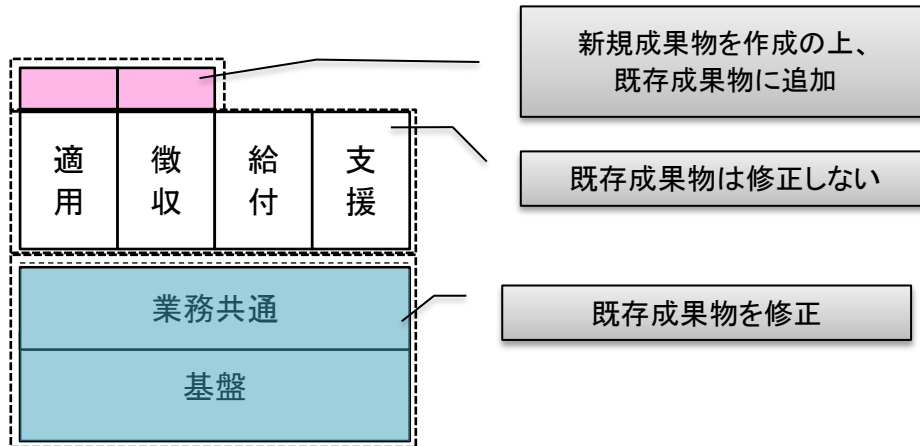 新規成果物を作成の上、
既存成果物に追加
適用
徴収
給付
支援
既存成果物は修正しない
業務共通
既存成果物を修正
基盤